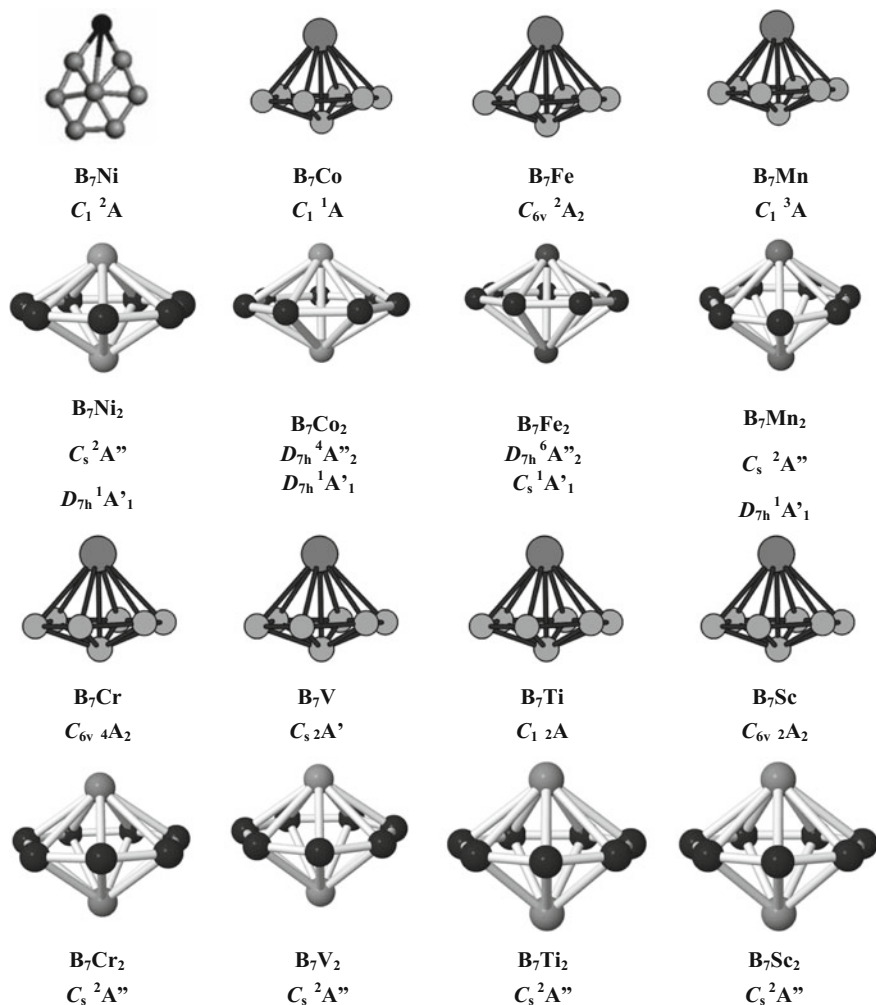 B₇Ni B₇Co B₇Fe B₇Mn
C₁ ²A C₁ ¹A C₆ᵥ ²A₂ C₁ ³A
B₇Ni₂ B₇Co₂ B₇Fe₂ B₇Mn₂
Cₛ ²A” D₇ₕ ⁴A”₂ D₇ₕ ⁶A”₂ Cₛ ²A”
D₇ₕ ¹A’₁ D₇ₕ ¹A’₁ Cₛ ¹A’₁ D₇ₕ ¹A’₁
B₇Cr B₇V B₇Ti B₇Sc
C₆ᵥ ₄A₂ Cₛ ₂A’ C₁ ₂A C₆ᵥ ₂A₂
B₇Cr₂ B₇V₂ B₇Ti₂ B₇Sc₂
Cₛ ²A” Cₛ ²A” Cₛ ²A” Cₛ ²A”